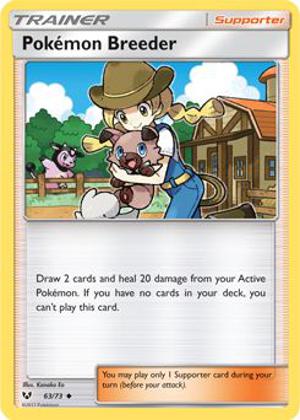 TRAINER
Supporter
Pokémon Breeder
Draw 2 cards and heal 20 damage from your Active
Pokémon. If you have no cards in your deck, you
can't play this card.
Illus. Kanako Eo
63/73
You may play only 1 Supporter card during your
turn (before your attack).
©2017 Pokémon